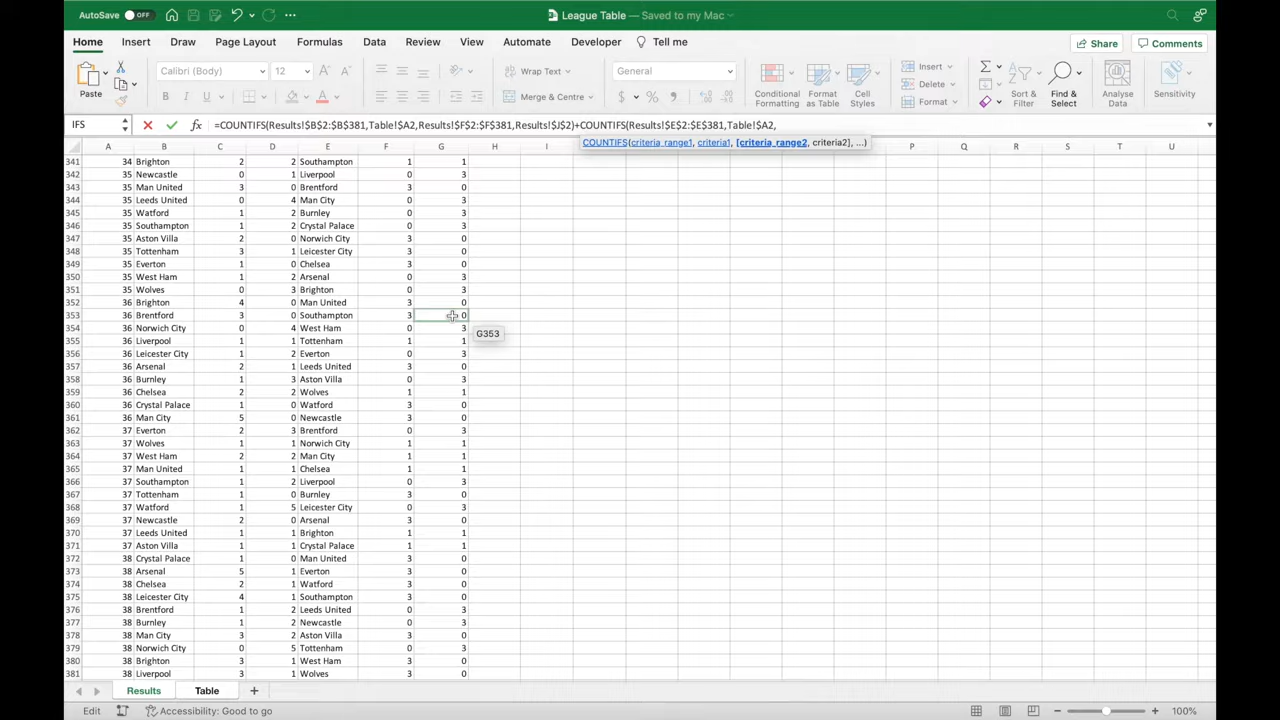 AutoSave OFF League Table — Saved to my Mac
Home Insert Draw Page Layout Formulas Data Review View Automate Developer Tell me Share Comments
Paste Calibri (Body) 12 Wrap Text General Conditional Formatting Format as Table Cell Styles Insert Find & Select Analyse Data Sensitivity
B I U Merge & Centre $ % Delete
Format
IFS fx =COUNTIFS(Results!$B$2:$B$381,Table!$A2,Results!$F$2:$F$381,Results!$J$2)+COUNTIFS(Results!$E$2:$E$381,Table!$A2,
COUNTIFS(criteria_range1, criteria1, [criteria_range2, criteria2], ...)
A B C D E F G H I J K L M N O P Q R S T U
341 34 Brighton 2 2 Southampton 1 1
342 35 Newcastle 0 1 Liverpool 0 3
343 35 Man United 3 0 Brentford 3 0
344 35 Leeds United 0 4 Man City 0 3
345 35 Watford 1 2 Burnley 0 3
346 35 Southampton 1 2 Crystal Palace 0 3
347 35 Aston Villa 2 0 Norwich City 3 0
348 35 Tottenham 3 1 Leicester City 3 0
349 35 Everton 1 0 Chelsea 3 0
350 35 West Ham 1 2 Arsenal 0 3
351 35 Wolves 0 3 Brighton 0 3
352 36 Brighton 4 0 Man United 3 0
353 36 Brentford 3 0 Southampton 3 0
354 36 Norwich City 0 4 West Ham 0 3
G353
355 36 Liverpool 1 1 Tottenham 1 1
356 36 Leicester City 1 2 Everton 0 3
357 36 Arsenal 2 1 Leeds United 3 0
358 36 Burnley 1 3 Aston Villa 0 3
359 36 Chelsea 2 2 Wolves 1 1
360 36 Crystal Palace 1 0 Watford 3 0
361 36 Man City 5 0 Newcastle 3 0
362 37 Everton 2 3 Brentford 0 3
363 37 Wolves 1 1 Norwich City 1 1
364 37 West Ham 2 2 Man City 1 1
365 37 Man United 1 1 Chelsea 1 1
366 37 Southampton 1 2 Liverpool 0 3
367 37 Tottenham 1 0 Burnley 3 0
368 37 Watford 1 5 Leicester City 0 3
369 37 Newcastle 2 0 Arsenal 3 0
370 37 Leeds United 1 1 Brighton 1 1
371 37 Aston Villa 1 1 Crystal Palace 1 1
372 38 Crystal Palace 1 0 Man United 3 0
373 38 Arsenal 5 1 Everton 3 0
374 38 Chelsea 2 1 Watford 3 0
375 38 Leicester City 4 1 Southampton 3 0
376 38 Brentford 1 2 Leeds United 0 3
377 38 Burnley 1 2 Newcastle 0 3
378 38 Man City 3 2 Aston Villa 3 0
379 38 Norwich City 0 5 Tottenham 0 3
380 38 Brighton 3 1 West Ham 3 0
381 38 Liverpool 3 1 Wolves 3 0
Results Table
Edit Accessibility: Good to go 100%